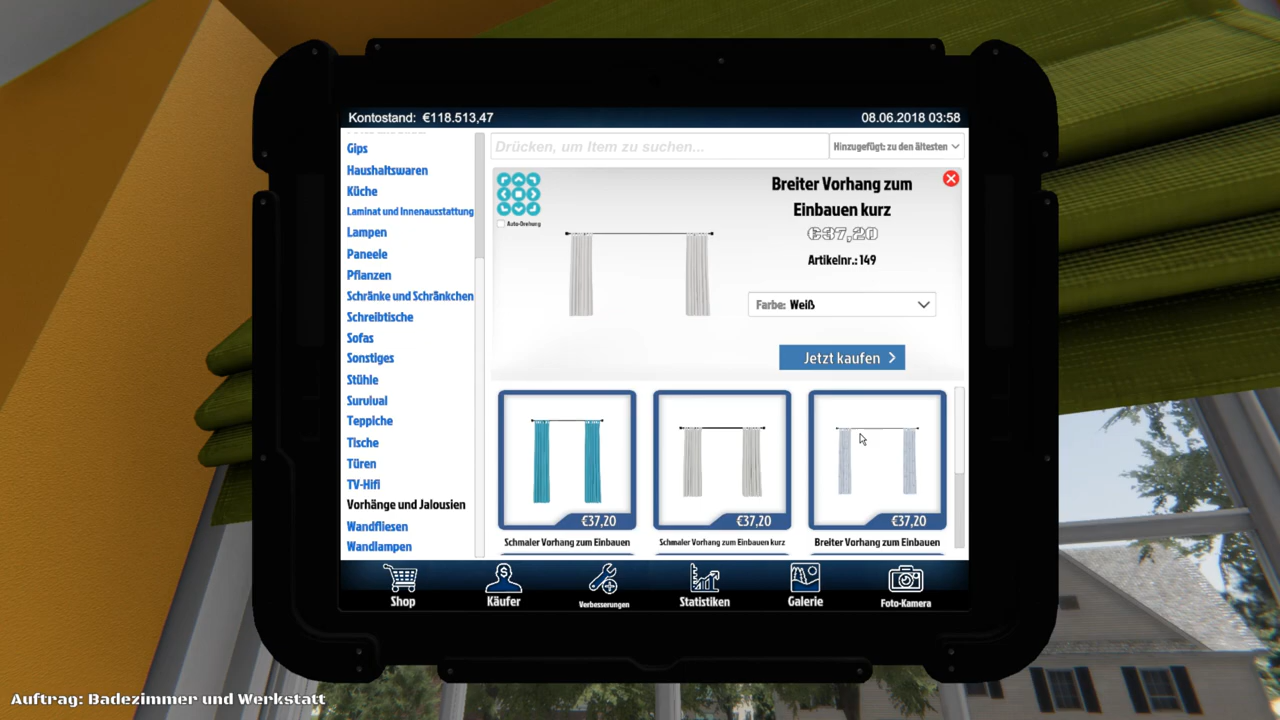 Kontostand: €118.513,47
08.06.2018 03:58
Gips
Haushaltswaren
Küche
Laminat und Innenausstattung
Lampen
Paneele
Pflanzen
Schränke und Schränkchen
Schreibtische
Sofas
Sonstiges
Stühle
Survival
Teppiche
Tische
Türen
TV-Hifi
Vorhänge und Jalousien
Wandfliesen
Wandlampen
Drücken, um Item zu suchen...
Hinzugefügt: zu den ältesten
Auto-Drehung
Breiter Vorhang zum
Einbauen kurz
€37,20
Artikelnr.: 149
Farbe: Weiß
Jetzt kaufen
€37,20
€37,20
€37,20
Schmaler Vorhang zum Einbauen
Schmaler Vorhang zum Einbauen kurz
Breiter Vorhang zum Einbauen
Shop
Käufer
Verbesserungen
Statistiken
Galerie
Foto-Kamera
Auftrag: Badezimmer und Werkstatt